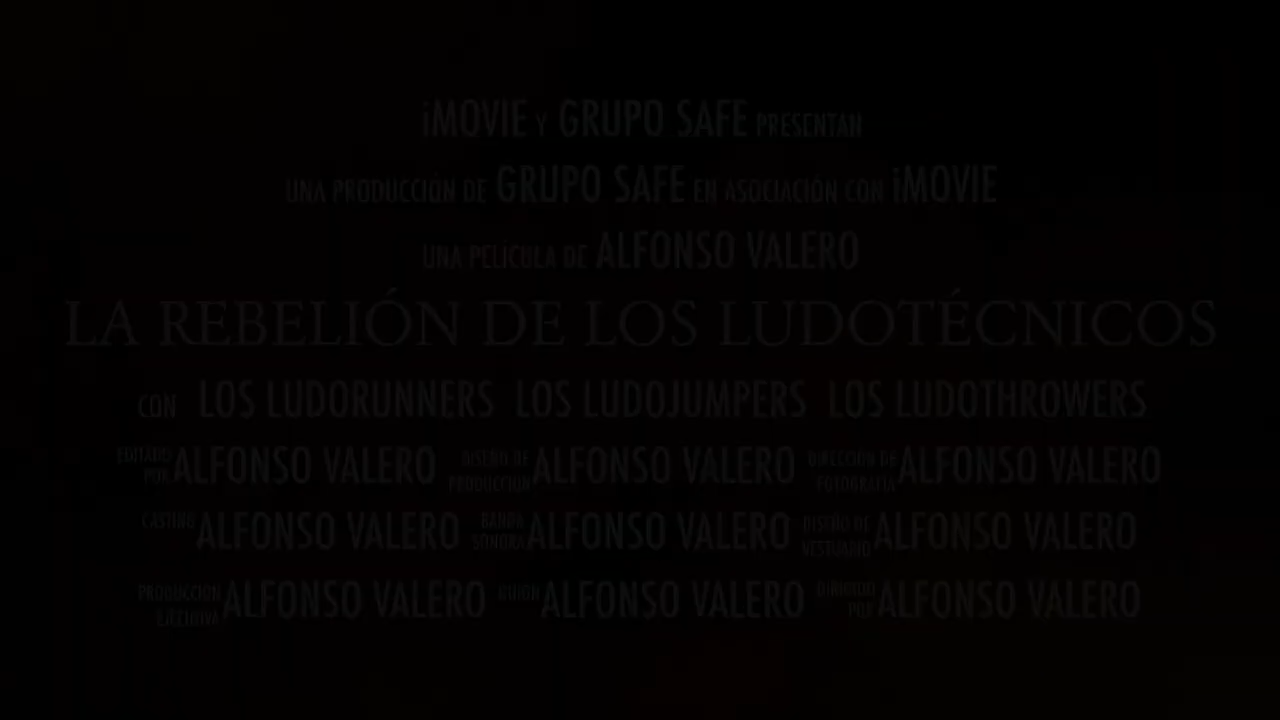 iMOVIE Y GRUPO SAFE PRESENTAN
UNA PRODUCCIÓN DE GRUPO SAFE EN ASOCIACIÓN CON iMOVIE
UNA PELÍCULA DE ALFONSO VALERO
LA REBELIÓN DE LOS LUDOTÉCNICOS
CON LOS LUDORUNNERS LOS LUDOJUMPERS LOS LUDOTHROWERS
EDITADO POR ALFONSO VALERO DISEÑO DE PRODUCCIÓN ALFONSO VALERO DIRECCIÓN DE FOTOGRAFÍA ALFONSO VALERO
CASTING ALFONSO VALERO BANDA SONORA ALFONSO VALERO DISEÑO DE VESTUARIO ALFONSO VALERO
PRODUCCIÓN EJECUTIVA ALFONSO VALERO GUION ALFONSO VALERO DIRIGIDO POR ALFONSO VALERO